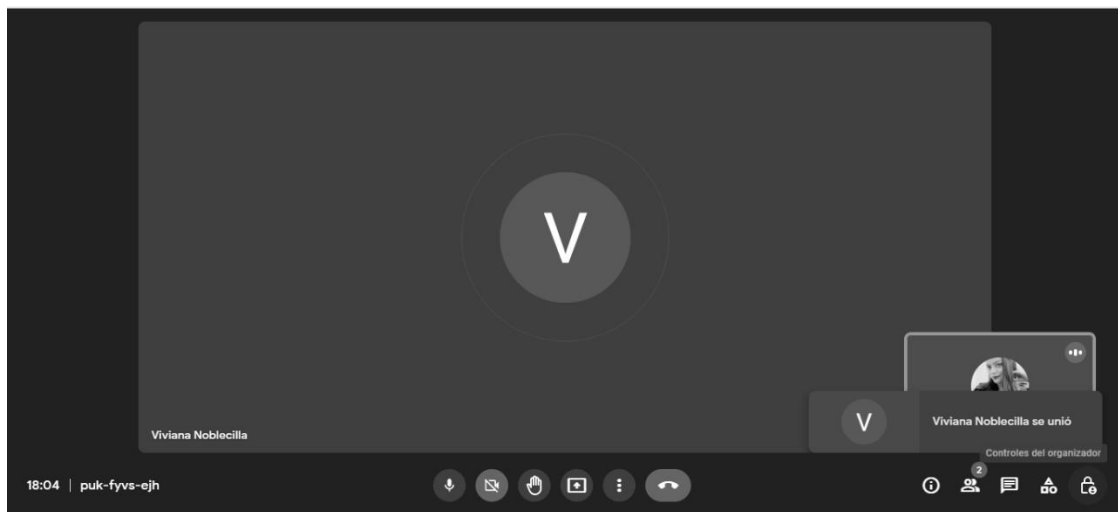 V
Viviana Noblecilla
V
Viviana Noblecilla se unió
Controles del organizador
2
18:04 | puk-fyvs-ejh